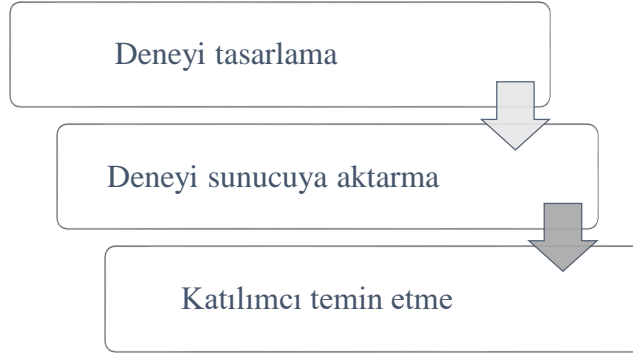 Deneyi tasarlama
Deneyi sunucuya aktarma
Katılımcı temin etme